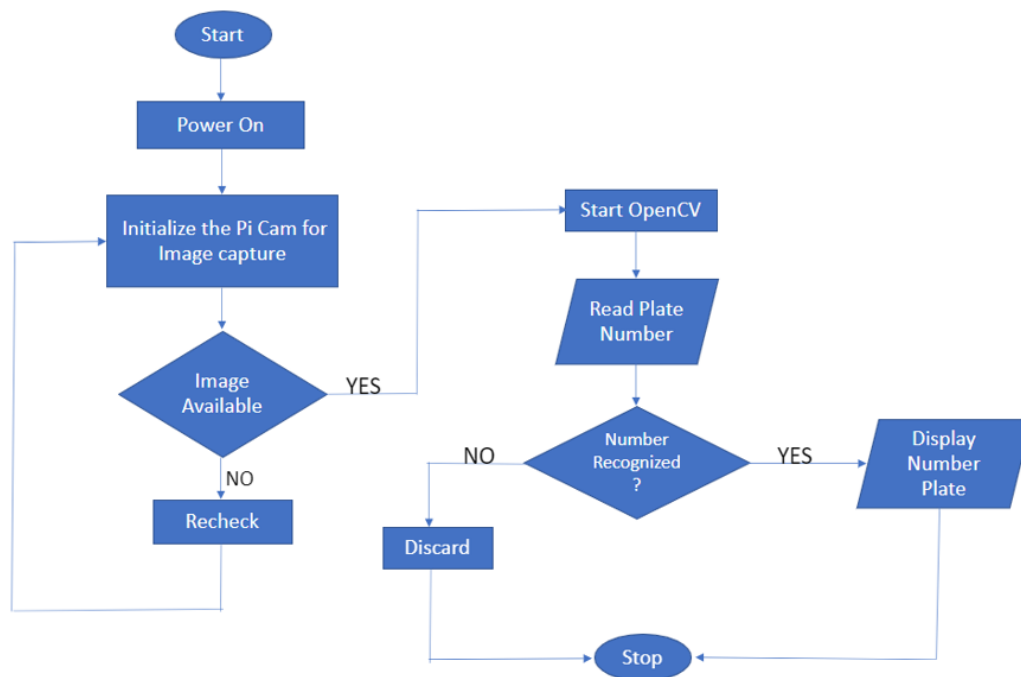 Start
Power On
Initialize the Pi Cam for
Image capture
Image
Available
YES
NO
Recheck
Start OpenCV
Read Plate
Number
Number
Recognized
?
NO
YES
Discard
Display
Number
Plate
Stop